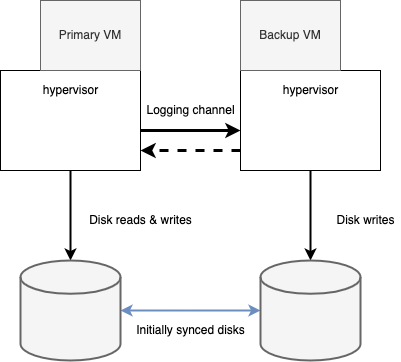 Primary VM
Backup VM
hypervisor
hypervisor
Logging channel
Disk reads & writes
Disk writes
Initially synced disks